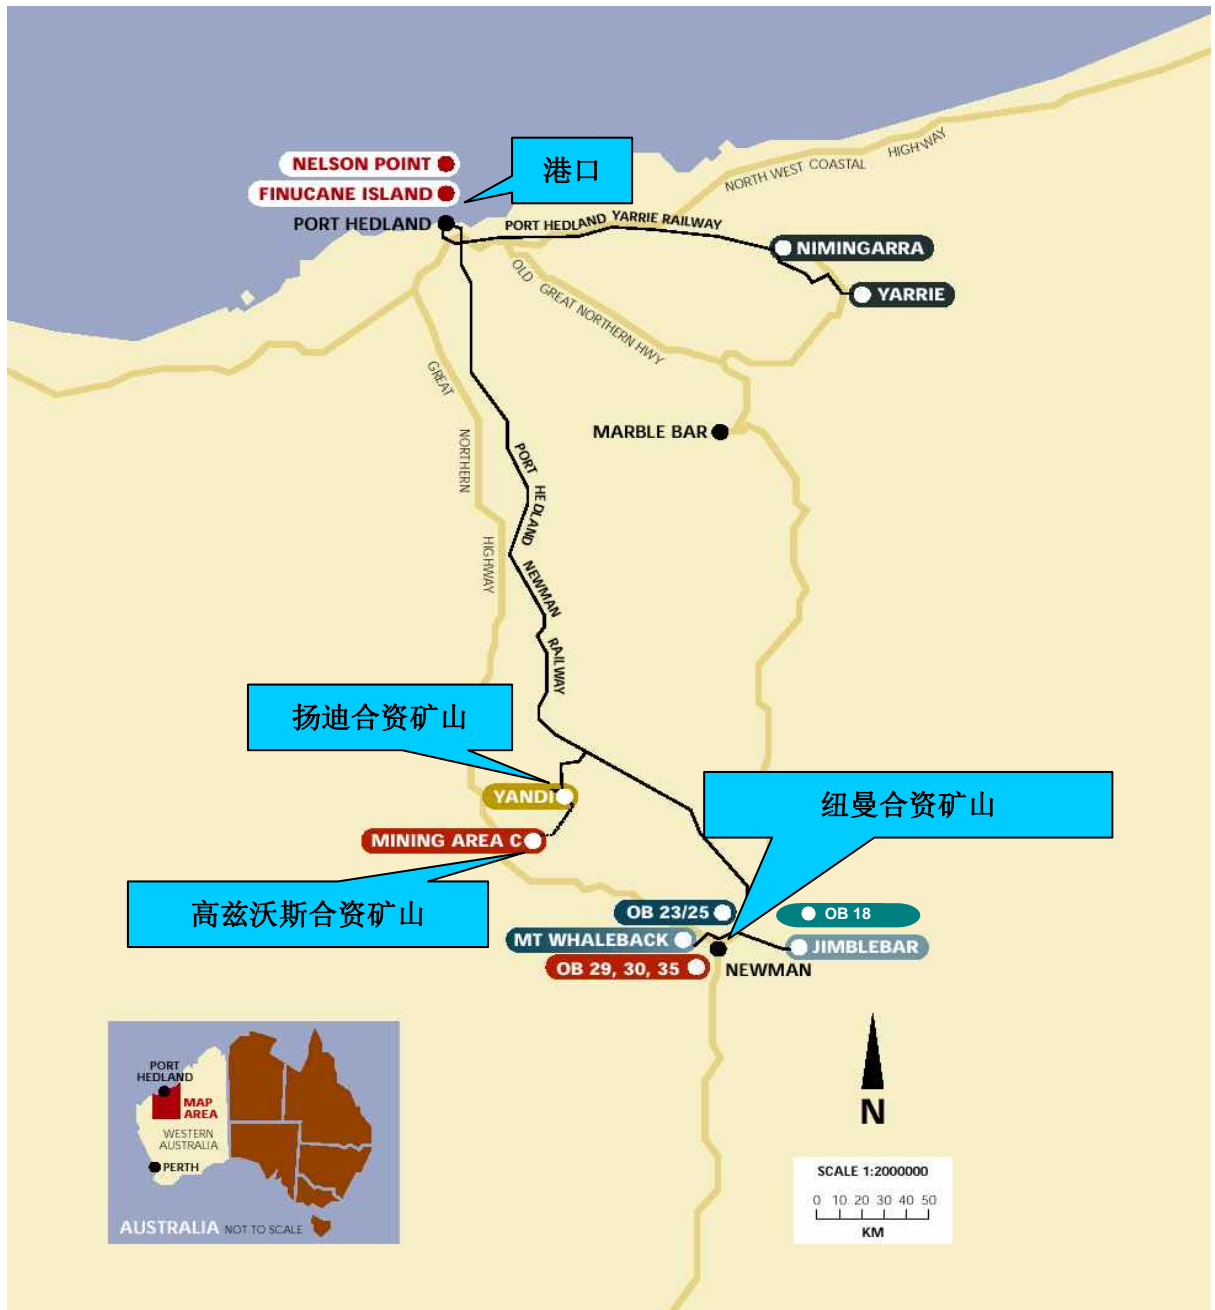 NELSON POINT
港口
FINUCANE ISLAND
PORT HEDLAND
NORTH WEST COASTAL HIGHWAY
PORT HEDLAND YARRIE RAILWAY
NIMINGARRA
YARRIE
OLD GREAT NORTHERN HWY
GREAT NORTHERN HIGHWAY
MARBLE BAR
PORT HEDLAND NEWMAN RAILWAY
扬迪合资矿山
YANDI
纽曼合资矿山
MINING AREA C
高兹沃斯合资矿山
OB 23/25
OB 18
MT WHALEBACK
JIMBLEBAR
OB 29, 30, 35
NEWMAN
PORT
HEDLAND
MAP
AREA
WESTERN
AUSTRALIA
PERTH
AUSTRALIA NOT TO SCALE
N
SCALE 1:2000000
0 10 20 30 40 50
KM